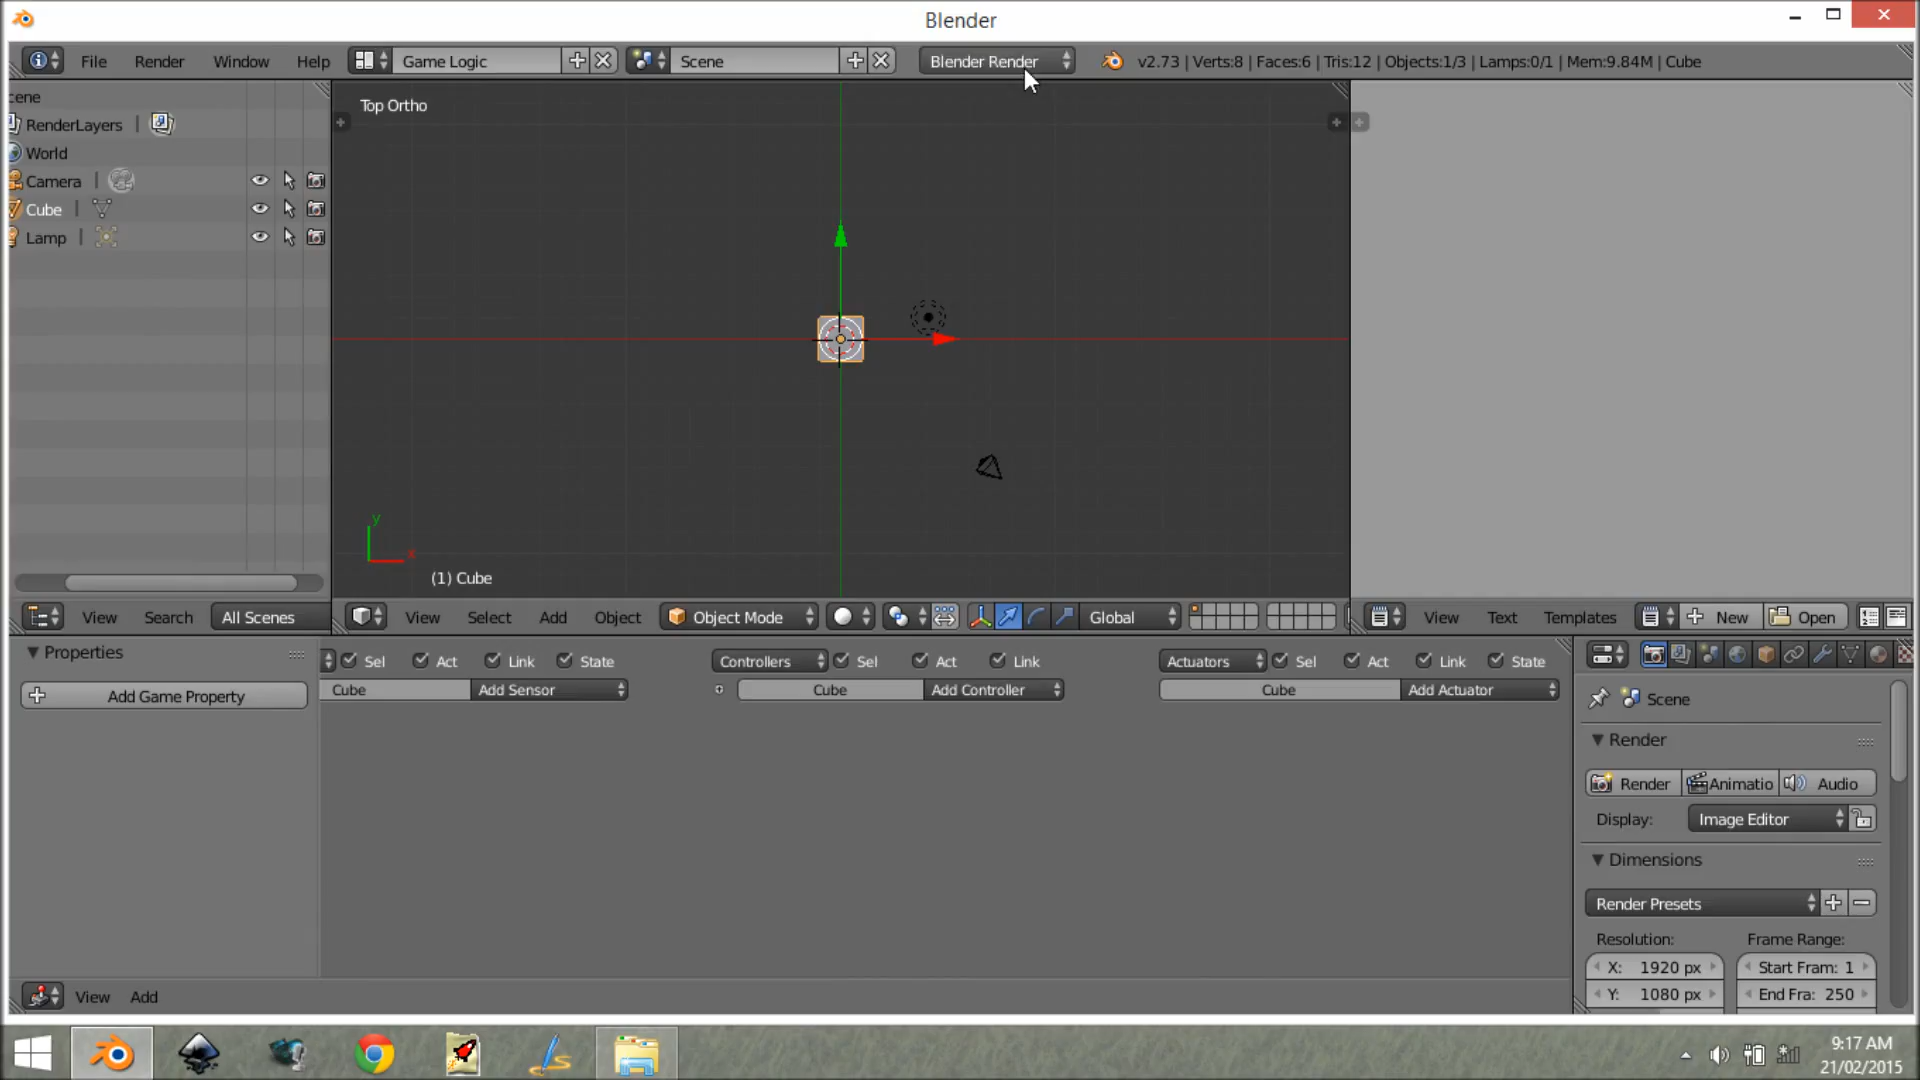 Blender
File Render Window Help Game Logic Scene Blender Render v2.73 | Verts:8 | Faces:6 | Tris:12 | Objects:1/3 | Lamps:0/1 | Mem:9.84M | Cube
cene
RenderLayers
World
Camera
Cube
Lamp
Top Ortho
y
x
(1) Cube
View Search All Scenes
View Select Add Object Object Mode Global
View Text Templates New Open
Properties
Add Game Property
Sel Act Link State
Cube Add Sensor
Controllers Sel Act Link
Cube Add Controller
Actuators Sel Act Link State
Cube Add Actuator
Scene
Render
Render Animatio Audio
Display: Image Editor
Dimensions
Render Presets
Resolution: Frame Range:
X: 1920 px Start Fram: 1
Y: 1080 px End Fra: 250
View Add
9:17 AM
21/02/2015